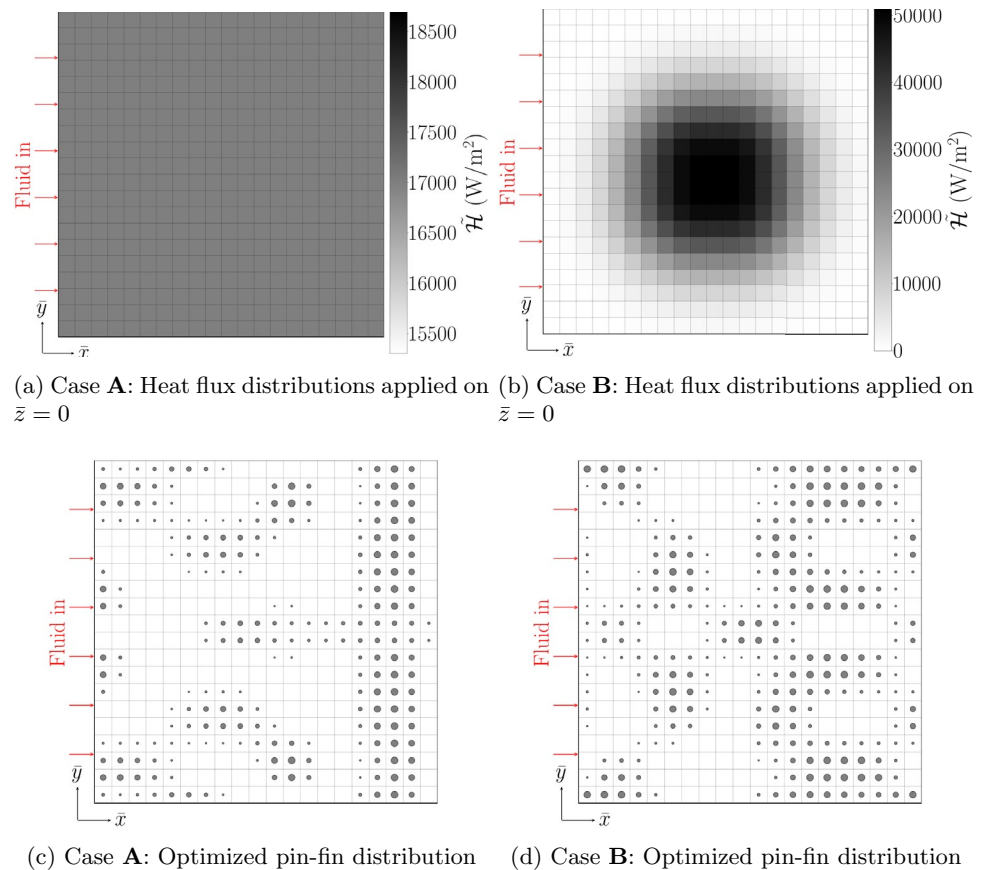 18500
18000
17500
17000
16500
16000
15500
H̃ (W/m²)
Fluid in
ȳ
x̄
50000
40000
30000
20000
10000
0
H̃ (W/m²)
Fluid in
ȳ
x̄
(a) Case A: Heat flux distributions applied on
z̄ = 0
(b) Case B: Heat flux distributions applied on
z̄ = 0
Fluid in
ȳ
x̄
Fluid in
ȳ
x̄
(c) Case A: Optimized pin-fin distribution
(d) Case B: Optimized pin-fin distribution